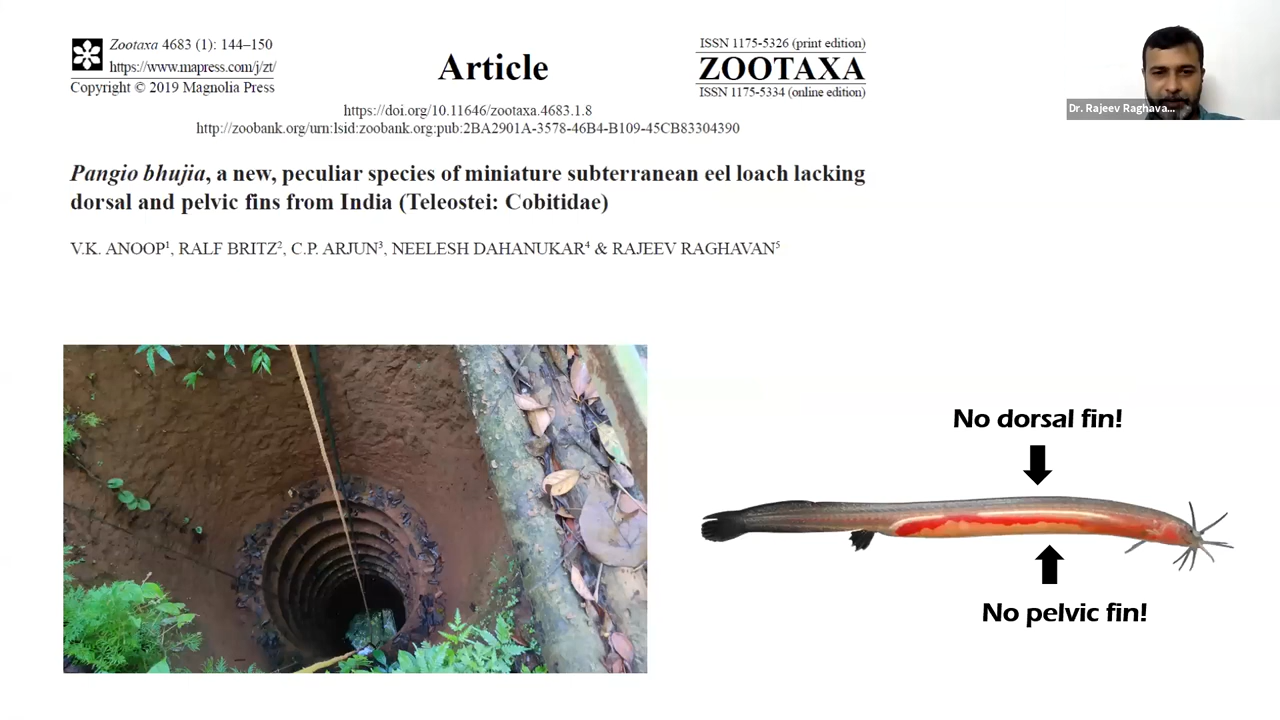 Zootaxa 4683 (1): 144–150
https://www.mapress.com/j/zt/
Copyright © 2019 Magnolia Press
Article
ISSN 1175-5326 (print edition)
ZOOTAXA
ISSN 1175-5334 (online edition)
https://doi.org/10.11646/zootaxa.4683.1.8
http://zoobank.org/urn:lsid:zoobank.org:pub:2BA2901A-3578-46B4-B109-45CB83304390
Dr. Rajeev Raghava...
Pangio bhujia, a new, peculiar species of miniature subterranean eel loach lacking
dorsal and pelvic fins from India (Teleostei: Cobitidae)
V.K. ANOOP1, RALF BRITZ2, C.P. ARJUN3, NEELESH DAHANUKAR4 & RAJEEV RAGHAVAN5
No dorsal fin!
No pelvic fin!